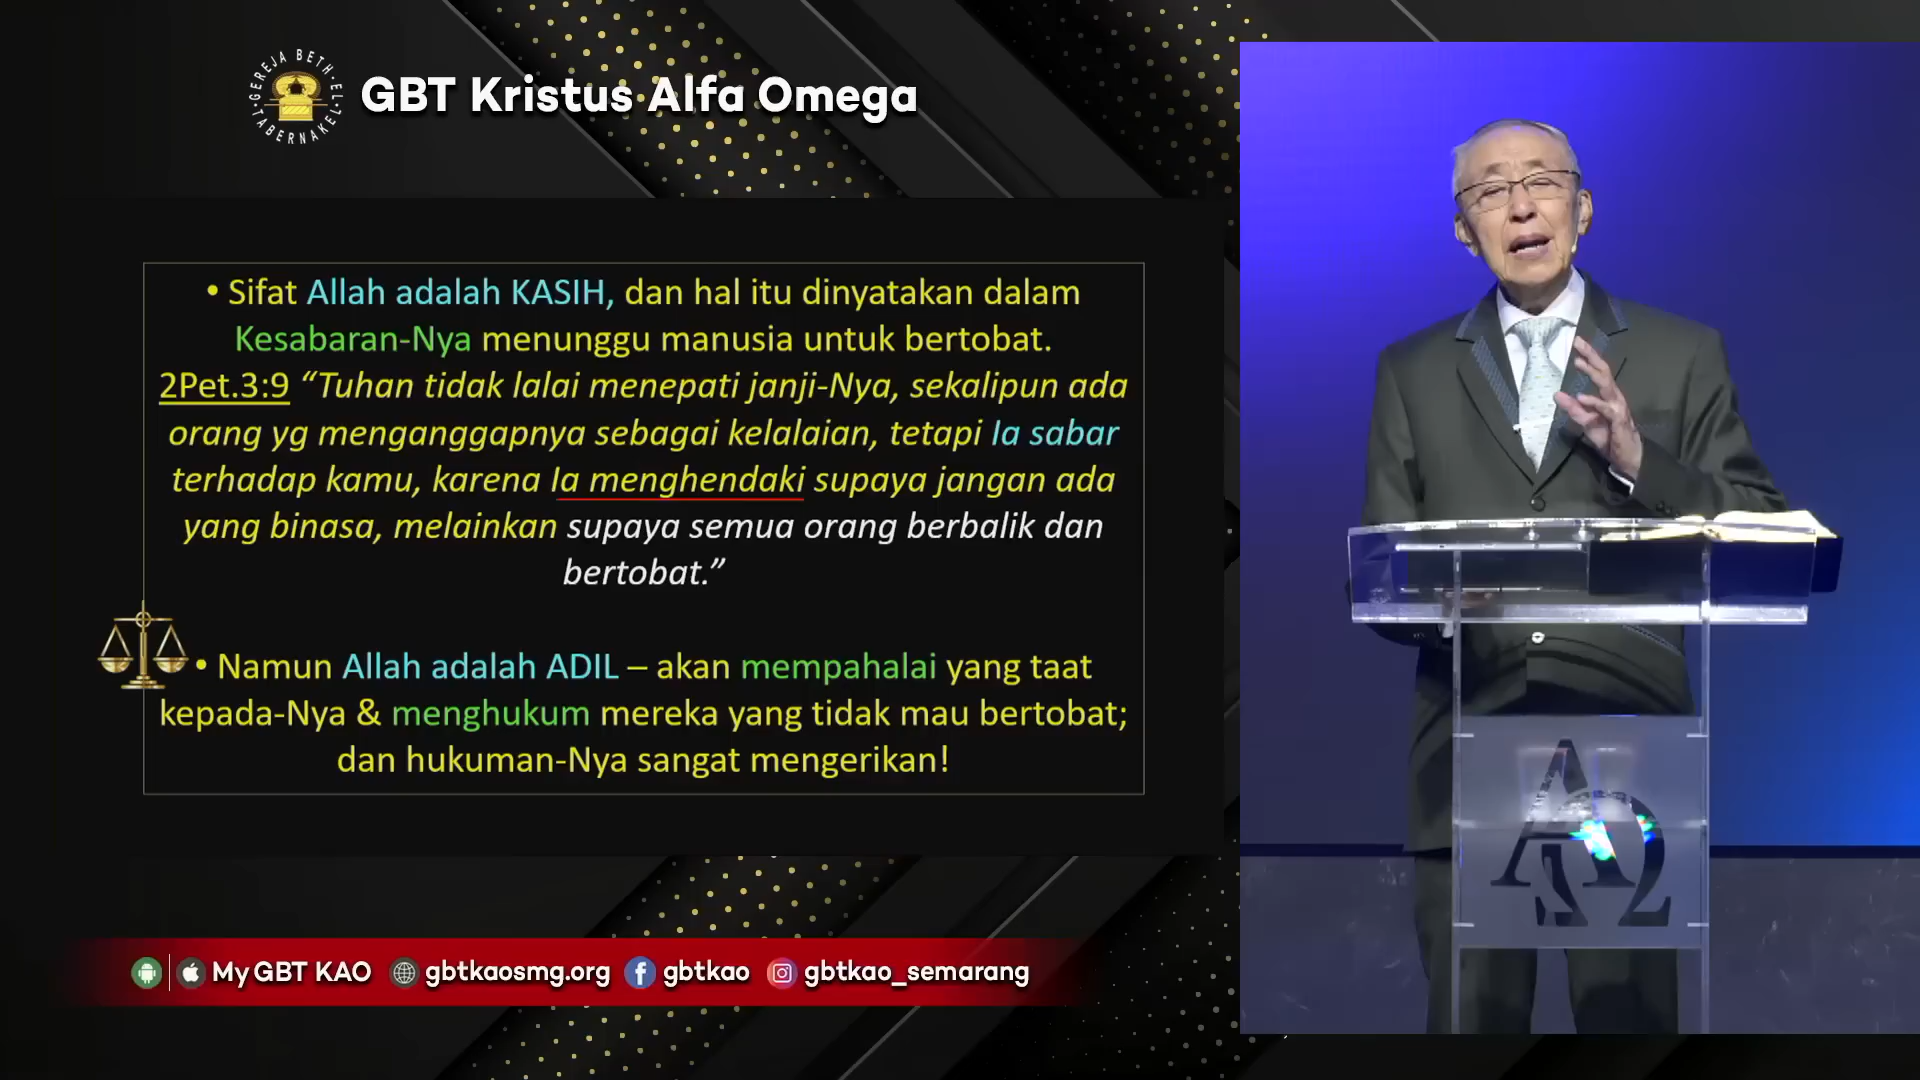 GEREJA BETH-EL TABERNAKEL
GBT Kristus Alfa Omega
• Sifat Allah adalah KASIH, dan hal itu dinyatakan dalam
Kesabaran-Nya menunggu manusia untuk bertobat.
2Pet.3:9 “Tuhan tidak lalai menepati janji-Nya, sekalipun ada
orang yg menganggapnya sebagai kelalaian, tetapi Ia sabar
terhadap kamu, karena Ia menghendaki supaya jangan ada
yang binasa, melainkan supaya semua orang berbalik dan
bertobat.”
• Namun Allah adalah ADIL – akan mempahalai yang taat
kepada-Nya & menghukum mereka yang tidak mau bertobat;
dan hukuman-Nya sangat mengerikan!
My GBT KAO gbtkaosmg.org gbtkao gbtkao_semarang
ΑΩ